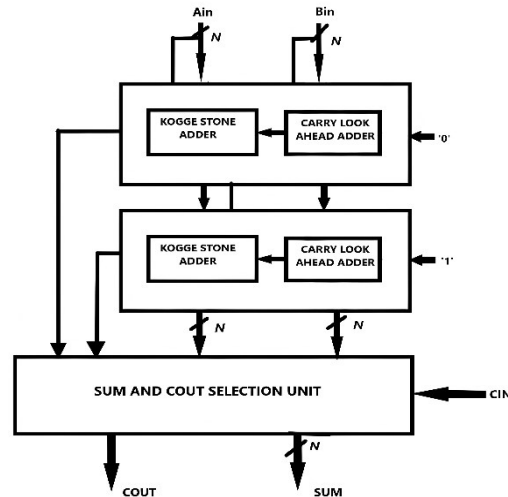 Ain
Bin
N
N
KOGGE STONE
ADDER
CARRY LOOK
AHEAD ADDER
'0'
KOGGE STONE
ADDER
CARRY LOOK
AHEAD ADDER
'1'
N
N
SUM AND COUT SELECTION UNIT
CIN
N
COUT
SUM